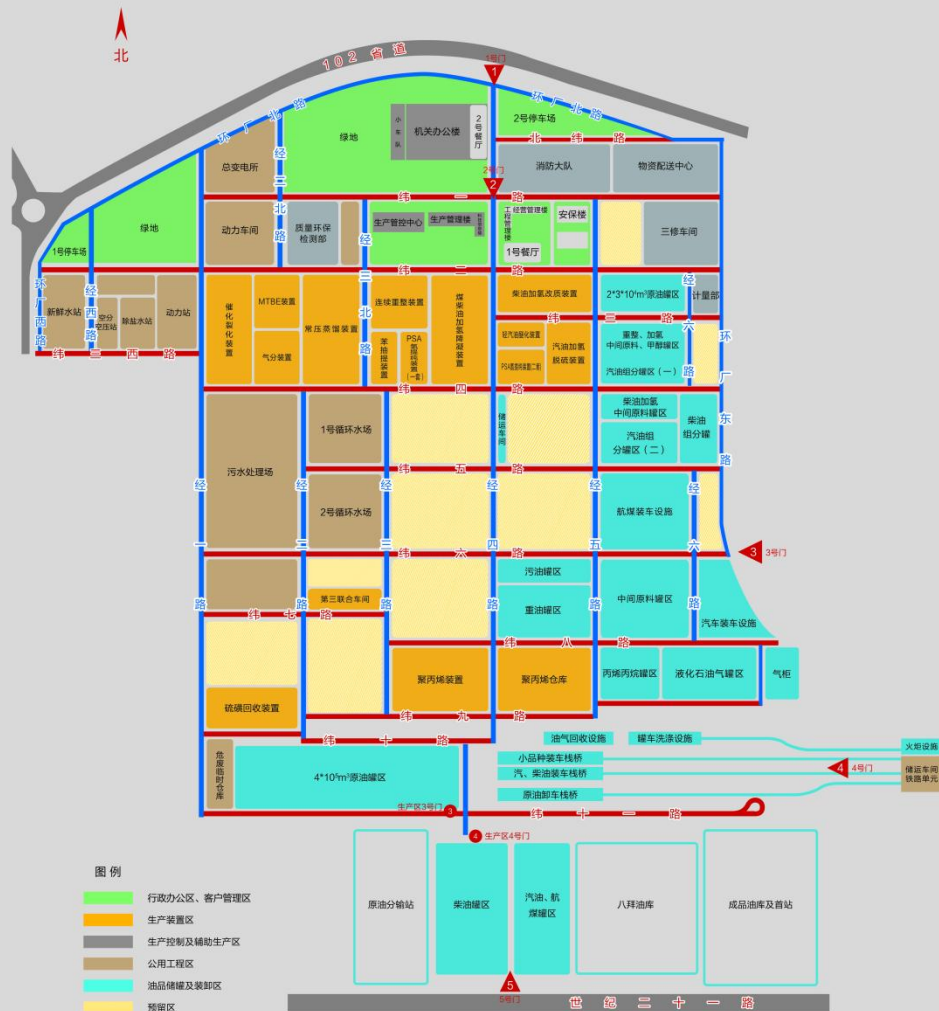 北
102省道
1号门
1
环厂北路
环厂北路
2号停车场
北纬路
小车队
机关办公楼
2号餐厅
绿地
总变电所
经二北路
消防大队
物资配送中心
2号门
2
纬一路
绿地
1号停车场
动力车间
质量环保
检测部
经三北路
生产管控中心
生产管理楼
工程管理楼
经营管理楼
1号餐厅
安保楼
三修车间
纬二路
环厂西路
新鲜水站
经西路
空分
空压站
除盐水站
动力站
纬三西路
催化裂化装置
MTBE装置
气分装置
常压蒸馏装置
连续重整装置
苯抽提装置
PSA
氢提纯装置
(一套)
煤柴油加氢降凝装置
柴油加氢改质装置
纬三路
轻汽油醚化装置
汽油加氢
脱硫装置
2*3*10⁴m³原油罐区
计量部
经六路
重整、加氢
中间原料、甲醇罐区
汽油组分罐区(一)
环厂东路
纬四路
污水处理场
1号循环水场
储运车间
柴油加氢
中间原料罐区
汽油组
分罐区(二)
柴油
组分罐
纬五路
经一路
经二路
经三路
经四路
经五路
经六路
2号循环水场
航煤装车设施
纬六路
3
3号门
第三联合车间
纬七路
污油罐区
重油罐区
中间原料罐区
汽车装车设施
纬八路
硫磺回收装置
聚丙烯装置
聚丙烯仓库
丙烯丙烷罐区
液化石油气罐区
气柜
纬九路
纬十路
危废临时仓库
4*10⁵m³原油罐区
油气回收设施
罐车洗涤设施
小品种装车栈桥
汽、柴油装车栈桥
原油卸车栈桥
4
4号门
火炬设施
储运车间
铁路单元
生产区3号门
3
纬十一路
4
生产区4号门
原油分输站
柴油罐区
汽油、航
煤罐区
八拜油库
成品油库及首站
5
5号门
世纪二十一路
图例
行政办公区、客户管理区
生产装置区
生产控制及辅助生产区
公用工程区
油品储罐及装卸区
预留区